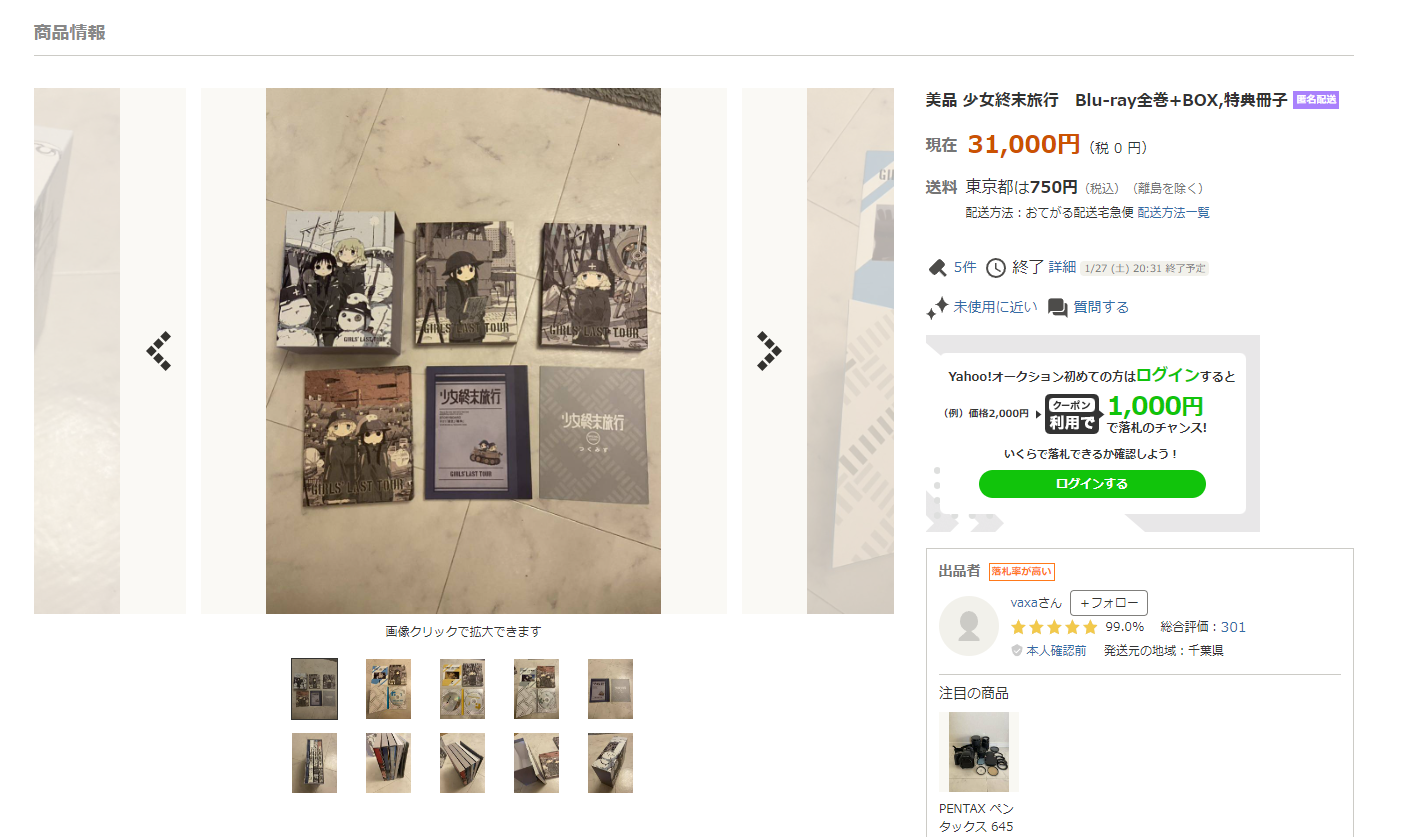 商品情報
美品 少女終末旅行　Blu-ray全巻+BOX,特典冊子 匿名配送
現在 31,000円（税 0 円）
送料 東京都は750円（税込）（離島を除く）
配送方法：おてがる配送宅急便 配送方法一覧
5件 終了 詳細 1/27 (土) 20:31 終了予定
未使用に近い 質問する
Yahoo!オークション初めての方はログインすると
（例）価格2,000円 クーポン利用で 1,000円
で落札のチャンス!
いくらで落札できるか確認しよう！
ログインする
GIRLS' LAST TOUR
GIRLS' LAST TOUR
GIRLS' LAST TOUR
GIRLS' LAST TOUR
少女終末旅行
GIRLS' LAST TOUR
少女終末旅行
つくみず
画像クリックで拡大できます
出品者 落札率が高い
vaxaさん ＋フォロー
99.0% 総合評価：301
本人確認前 発送元の地域：千葉県
注目の商品
PENTAX ペン
タックス 645